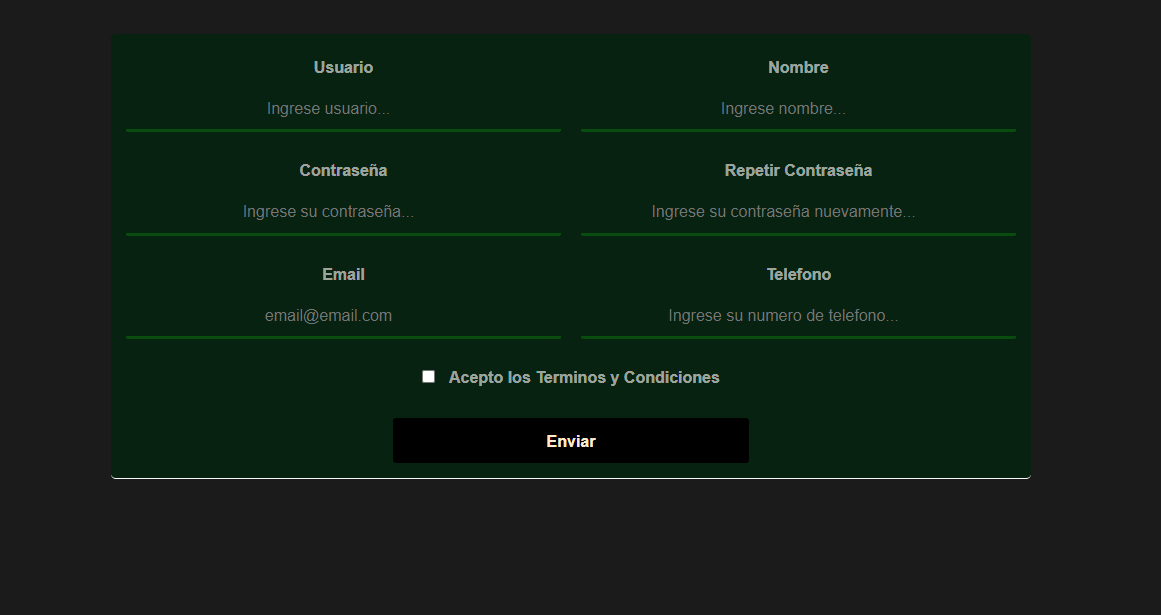 Usuario
Nombre
Ingrese usuario...
Ingrese nombre...
Contraseña
Repetir Contraseña
Ingrese su contraseña...
Ingrese su contraseña nuevamente...
Email
Telefono
email@email.com
Ingrese su numero de telefono...
Acepto los Terminos y Condiciones
Enviar